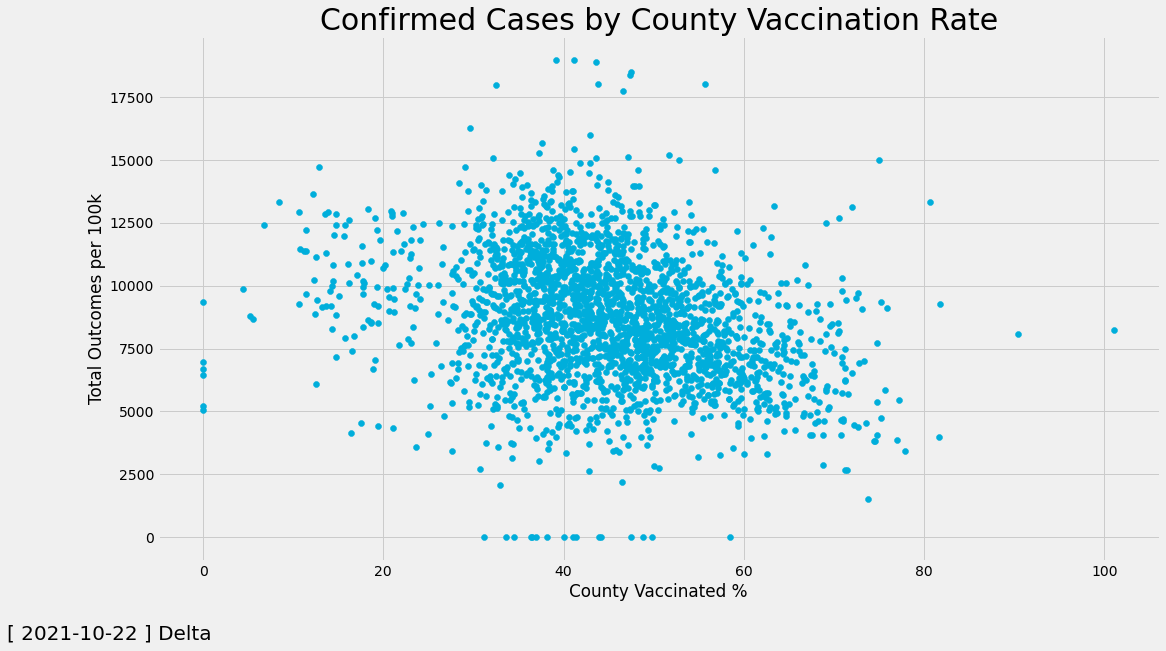 Confirmed Cases by County Vaccination Rate
Total Outcomes per 100k
17500
15000
12500
10000
7500
5000
2500
0
0 20 40 60 80 100
County Vaccinated %
[ 2021-10-22 ] Delta